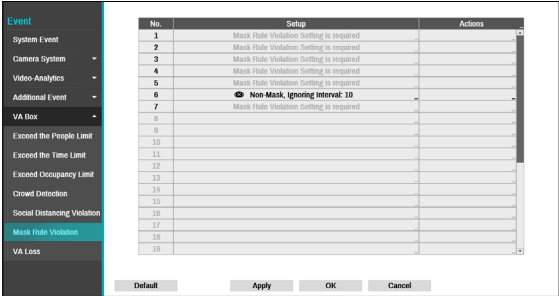 Event
System Event
Camera System
Video-Analytics
Additional Event
VA Box
Exceed the People Limit
Exceed the Time Limit
Exceed Occupancy Limit
Crowd Detection
Social Distancing Violation
Mask Rule Violation
VA Loss
No. Setup Actions ...
1 Mask Rule Violation Setting is required ... ...
2 Mask Rule Violation Setting is required ... ...
3 Mask Rule Violation Setting is required ... ...
4 Mask Rule Violation Setting is required ... ...
5 Mask Rule Violation Setting is required ... ...
6 Non-Mask, Ignoring Interval: 10 ... ...
7 Mask Rule Violation Setting is required ... ...
8 ... ...
9 ... ...
10 ... ...
11 ... ...
12 ... ...
13 ... ...
14 ... ...
15 ... ...
16 ... ...
17 ... ...
18 ... ...
19 ... ...
Default Apply OK Cancel